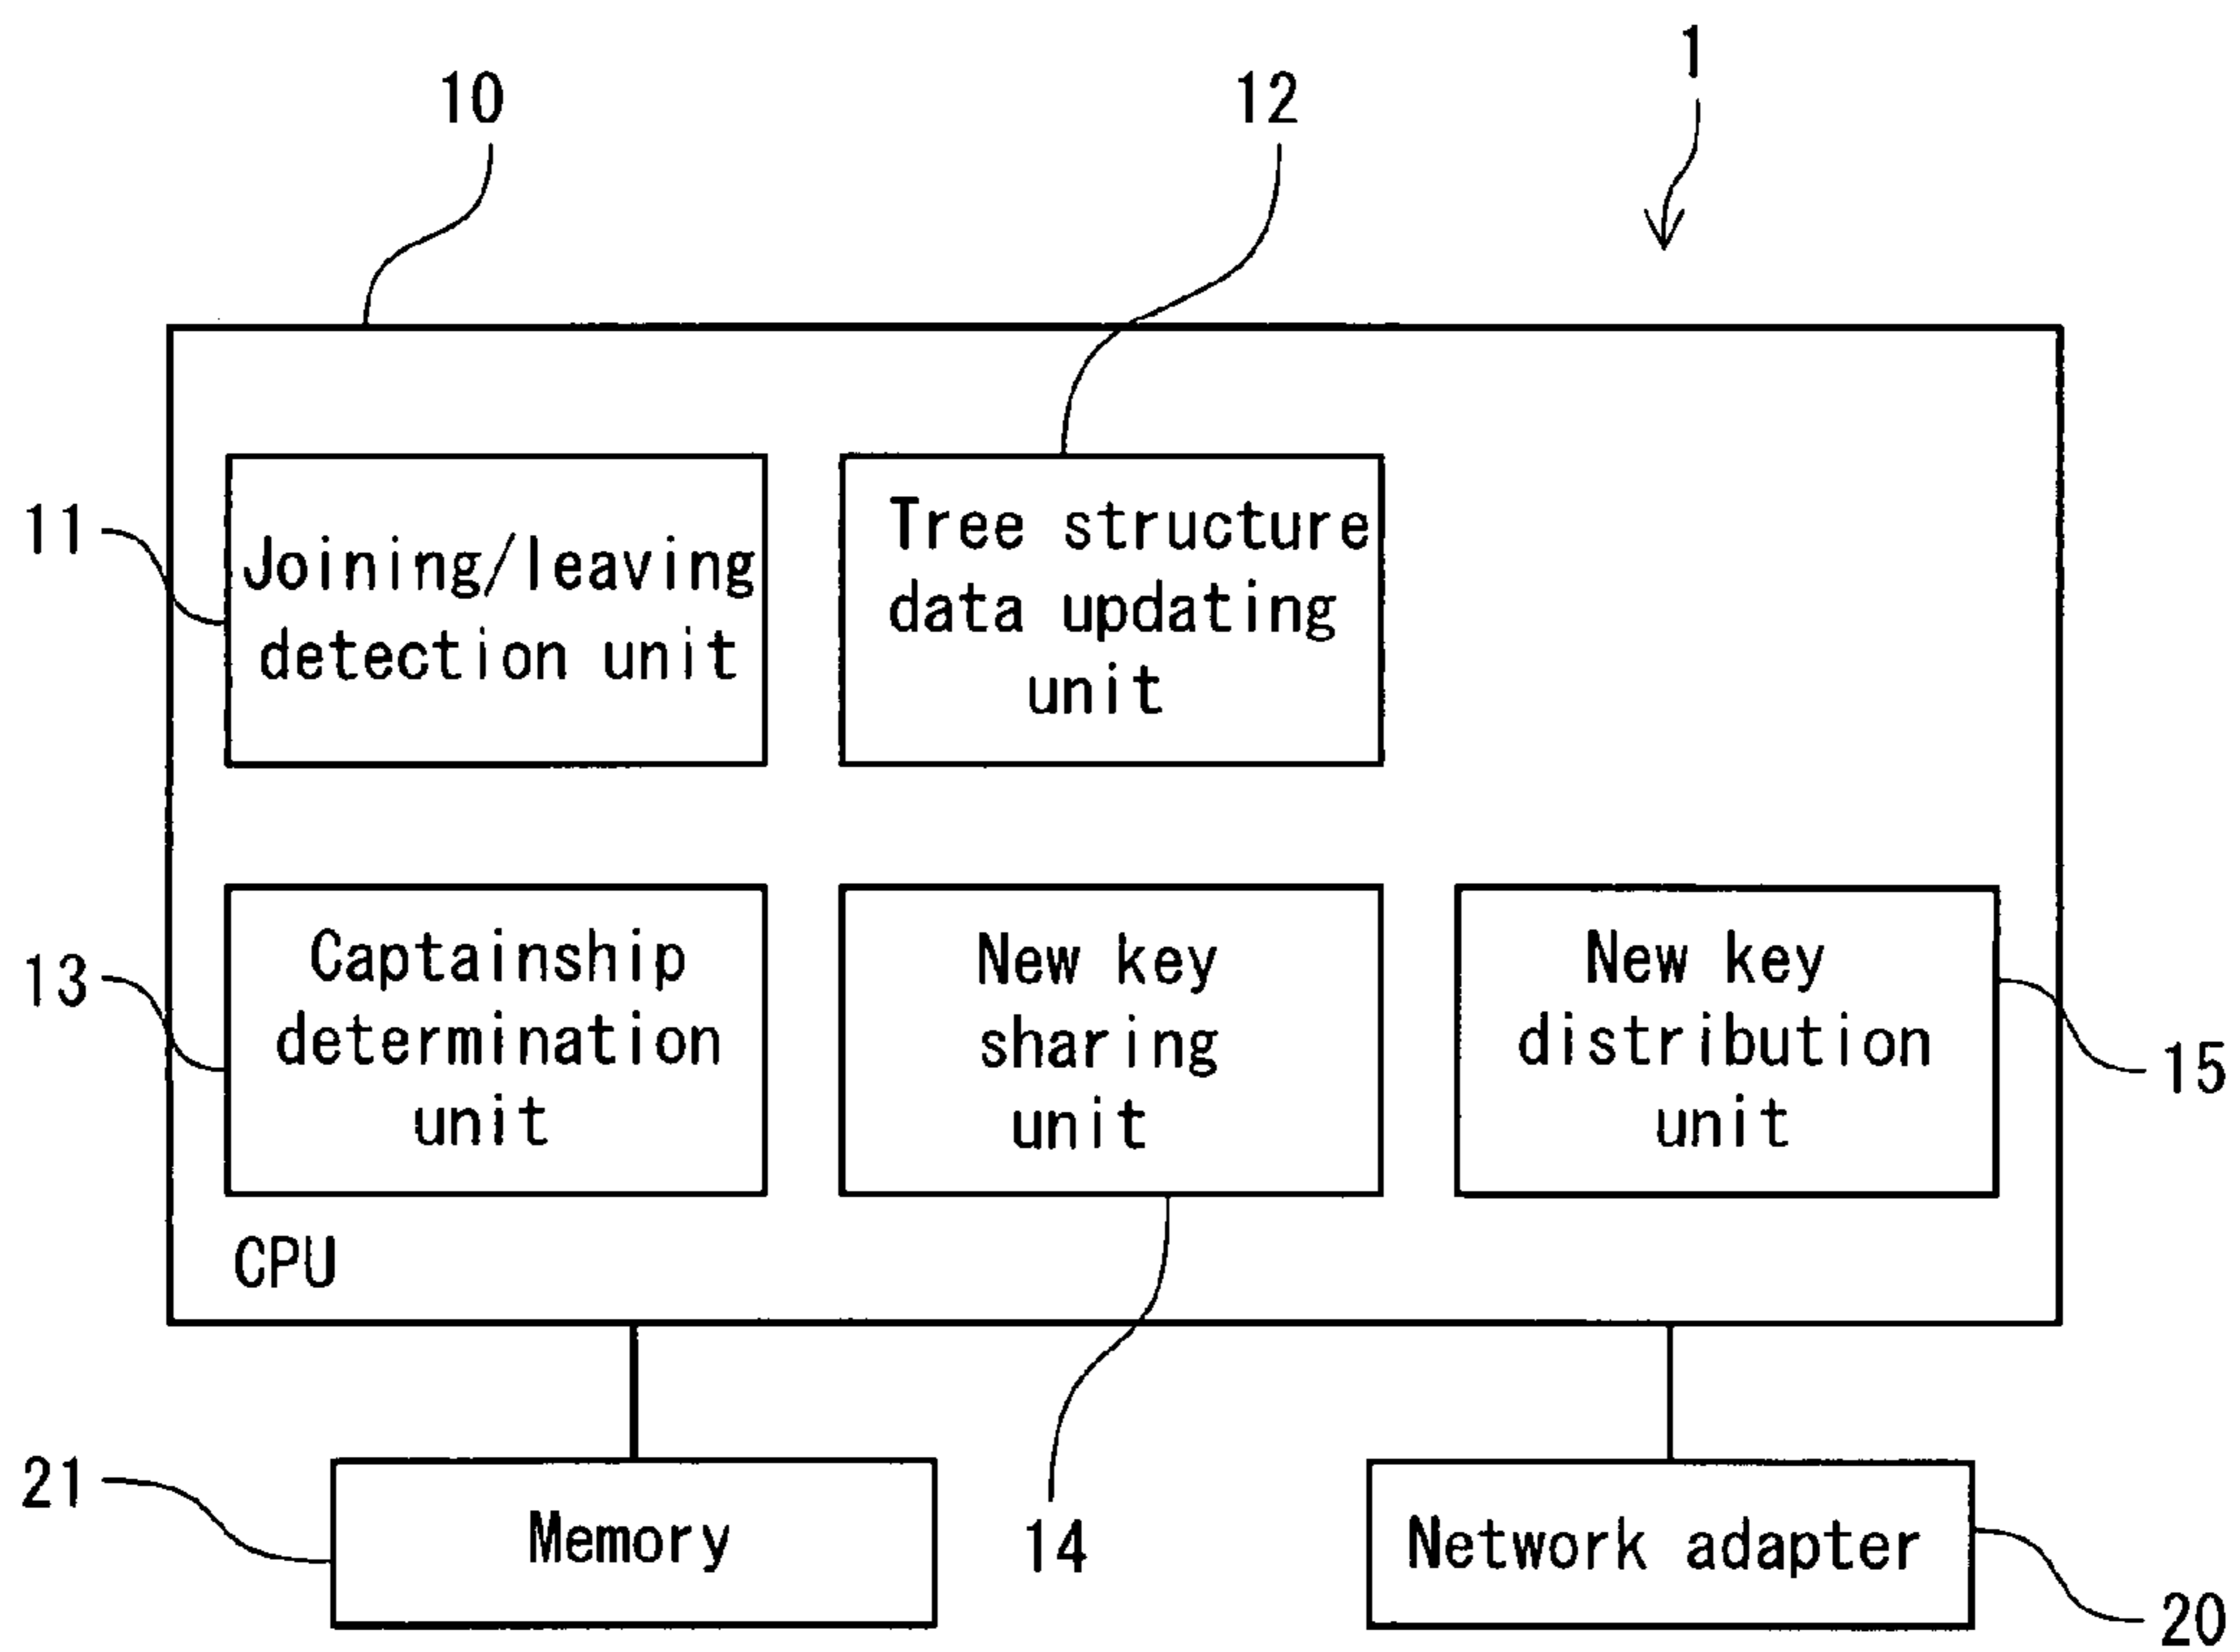 1
10
12
11
Joining/leaving
detection unit
Tree structure
data updating
unit
13
Captainship
determination
unit
New key
sharing
unit
New key
distribution
unit
15
CPU
21
Memory
14
Network adapter
20